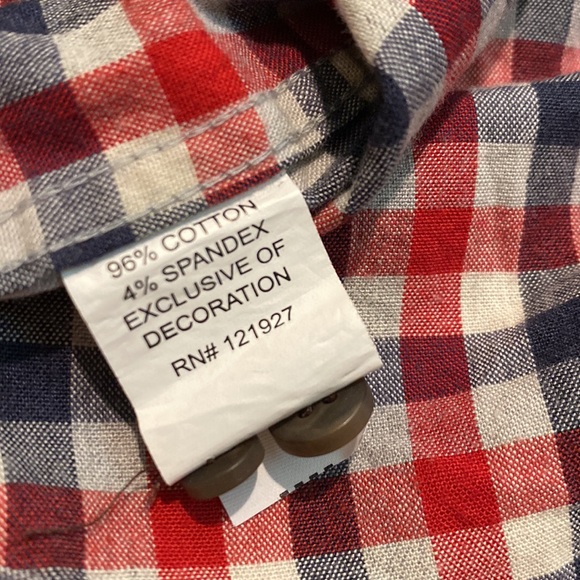 96% COTTON
4% SPANDEX
EXCLUSIVE OF
DECORATION
RN# 121927